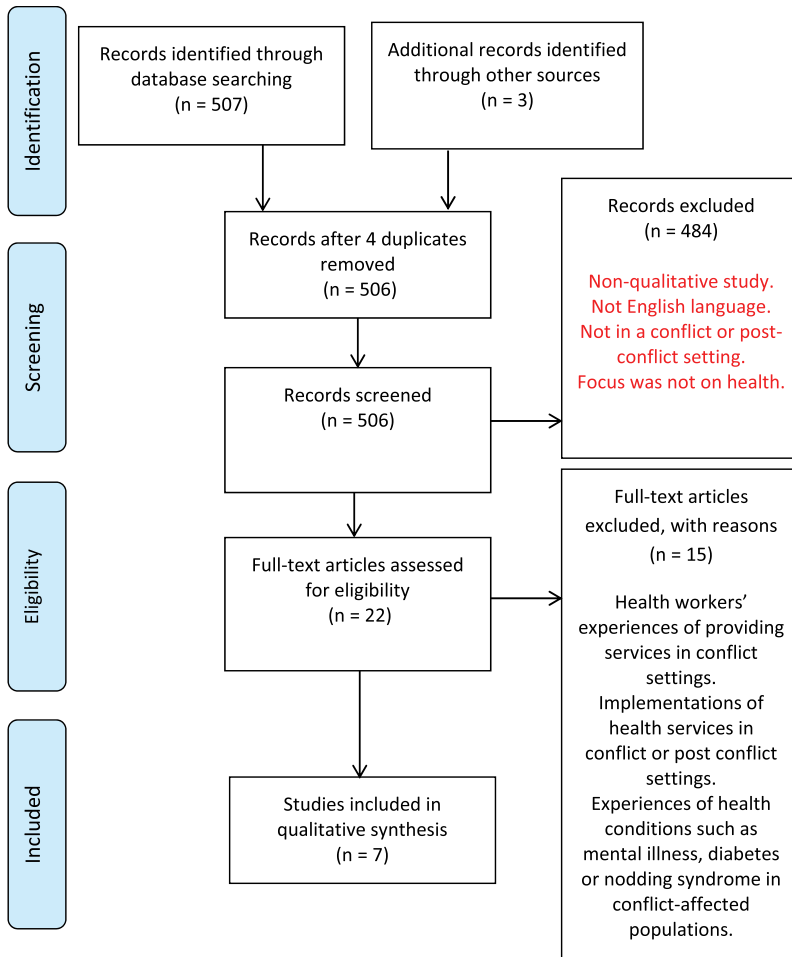 Identification
Records identified through
database searching
(n = 507)
Additional records identified
through other sources
(n = 3)
Screening
Records after 4 duplicates
removed
(n = 506)
Records screened
(n = 506)
Records excluded
(n = 484)
Non-qualitative study.
Not English language.
Not in a conflict or post-
conflict setting.
Focus was not on health.
Eligibility
Full-text articles assessed
for eligibility
(n = 22)
Full-text articles
excluded, with reasons
(n = 15)
Health workers’
experiences of providing
services in conflict
settings.
Implementations of
health services in
conflict or post conflict
settings.
Experiences of health
conditions such as
mental illness, diabetes
or nodding syndrome in
conflict-affected
populations.
Included
Studies included in
qualitative synthesis
(n = 7)